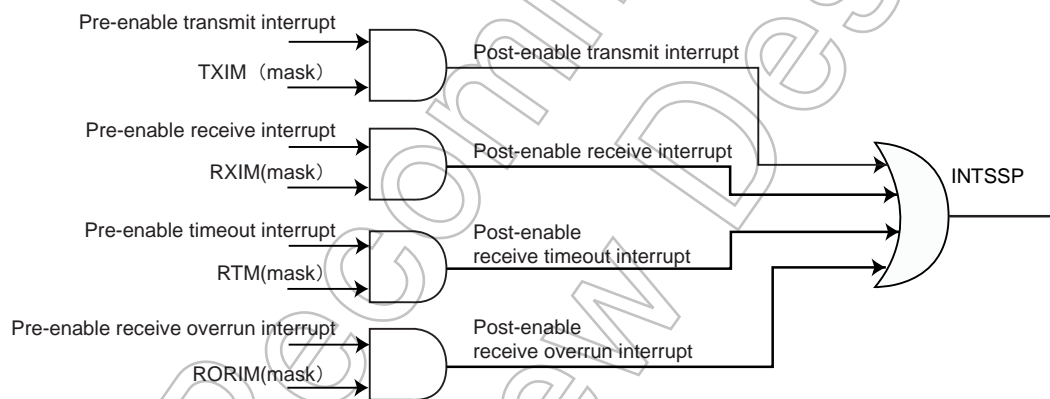 Pre-enable transmit interrupt
TXIM（mask）
Post-enable transmit interrupt
Pre-enable receive interrupt
RXIM(mask)
Post-enable receive interrupt
INTSSP
Pre-enable timeout interrupt
RTM(mask)
Post-enable
receive timeout interrupt
Pre-enable receive overrun interrupt
RORIM(mask)
Post-enable
receive overrun interrupt